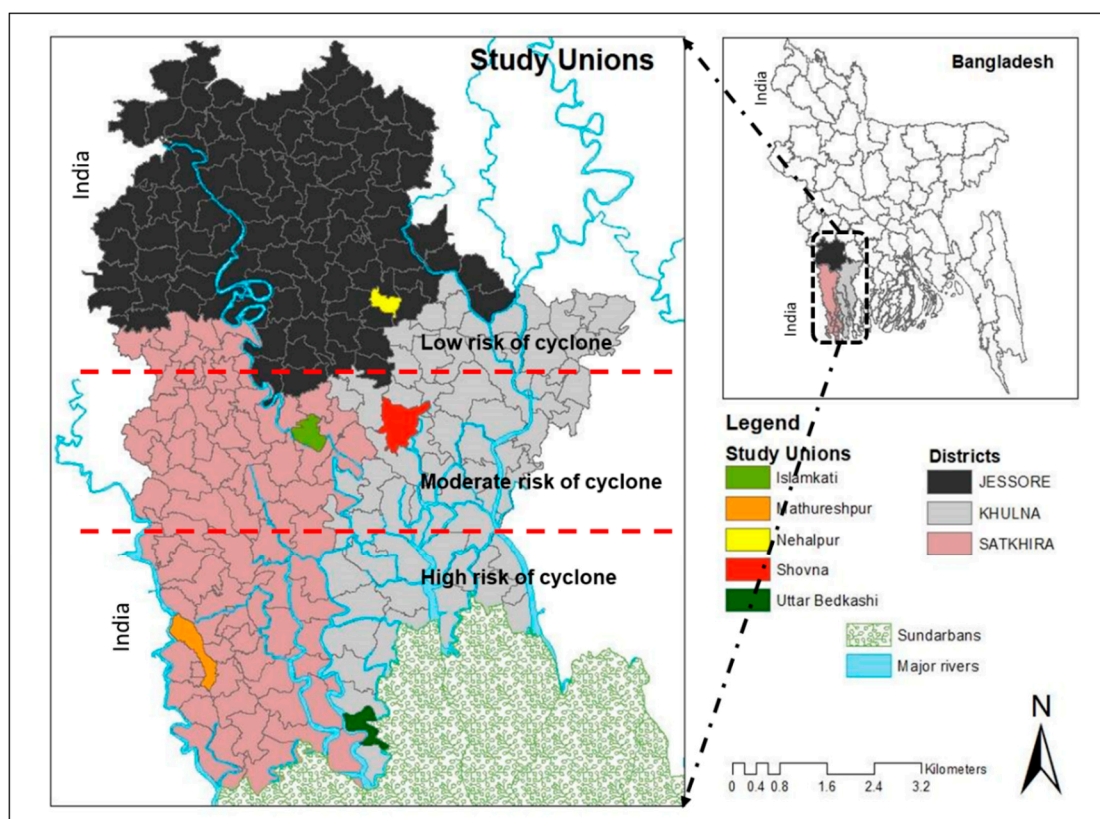 Study Unions
India
Low risk of cyclone
Moderate risk of cyclone
High risk of cyclone
India
Bangladesh
India
India
Legend
Study Unions
Islamkati
Mathureshpur
Nehalpur
Shovna
Uttar Bedkashi
Districts
JESSORE
KHULNA
SATKHIRA
Sundarbans
Major rivers
N
Kilometers
0 0.4 0.8 1.6 2.4 3.2